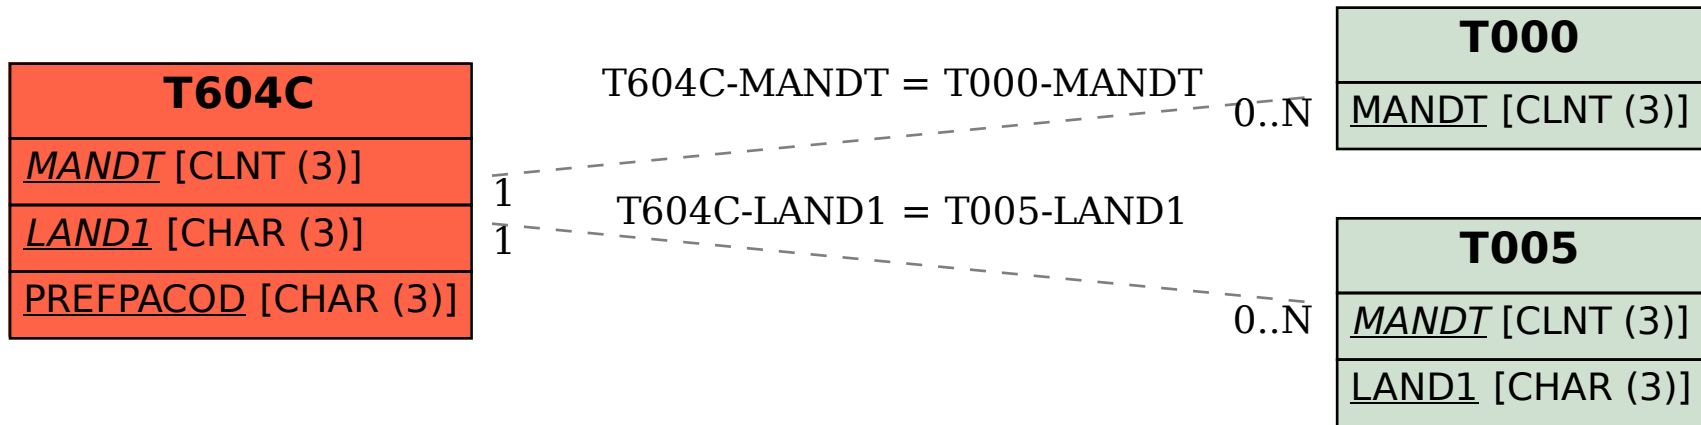 T604C
MANDT [CLNT (3)]
LAND1 [CHAR (3)]
PREFPACOD [CHAR (3)]
T604C-MANDT = T000-MANDT
0..N
1
T604C-LAND1 = T005-LAND1
1
0..N
T000
MANDT [CLNT (3)]
T005
MANDT [CLNT (3)]
LAND1 [CHAR (3)]